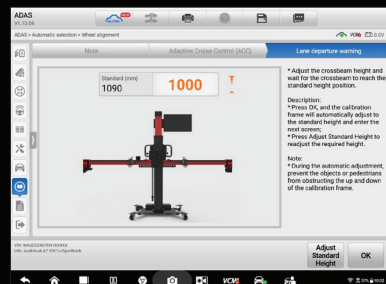 ADAS
ADAS > Automatic selection > Wheel alignment
VCMI 0.0V
Note
Adaptive Cruise Control (ACC)
Lane departure warning
Standard (mm)
1090
1000
* Adjust the crossbeam height and
wait for the crossbeam to reach the
standard height position.
Description:
* Press OK, and the calibration
frame will automatically adjust to
the standard height and enter the
next screen;
* Press Adjust Standard Height to
readjust the required height.
Note:
* During the automatic adjustment,
prevent the objects or pedestrians
from obstructing the up and down
of the calibration frame.
Adjust
Standard
Height
OK
VCMI